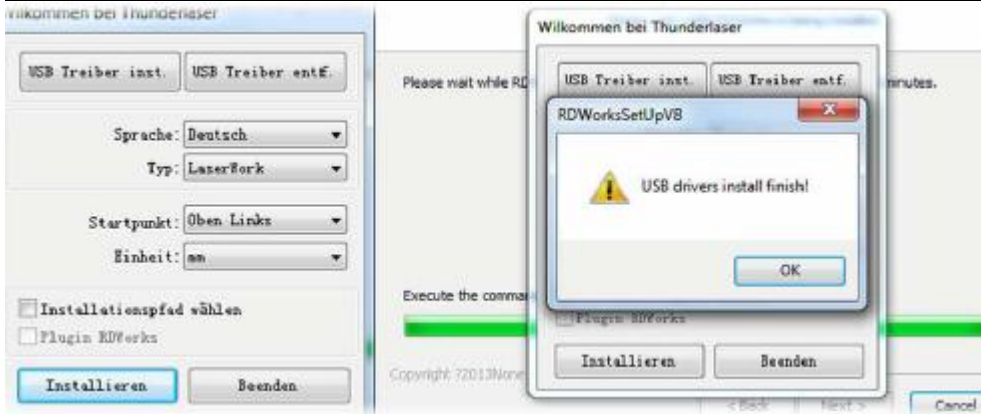 Wilkommen bei Thunderlaser
USB Treiber inst. USB Treiber entf.
Sprache: Deutsch
Typ: LaserWork
Startpunkt: Oben Links
Einheit: mm
Installationspfad wählen
Plugin RDWorks
Installieren Beenden
Please wait while RD
minutes.
Wilkommen bei Thunderlaser
USB Treiber inst. USB Treiber entf.
RDWorksSetUpV8
USB drivers install finish!
OK
Execute the comma
Plugin RDWorks
Installieren Beenden
Copyright ?2013None
< Back Next > Cancel